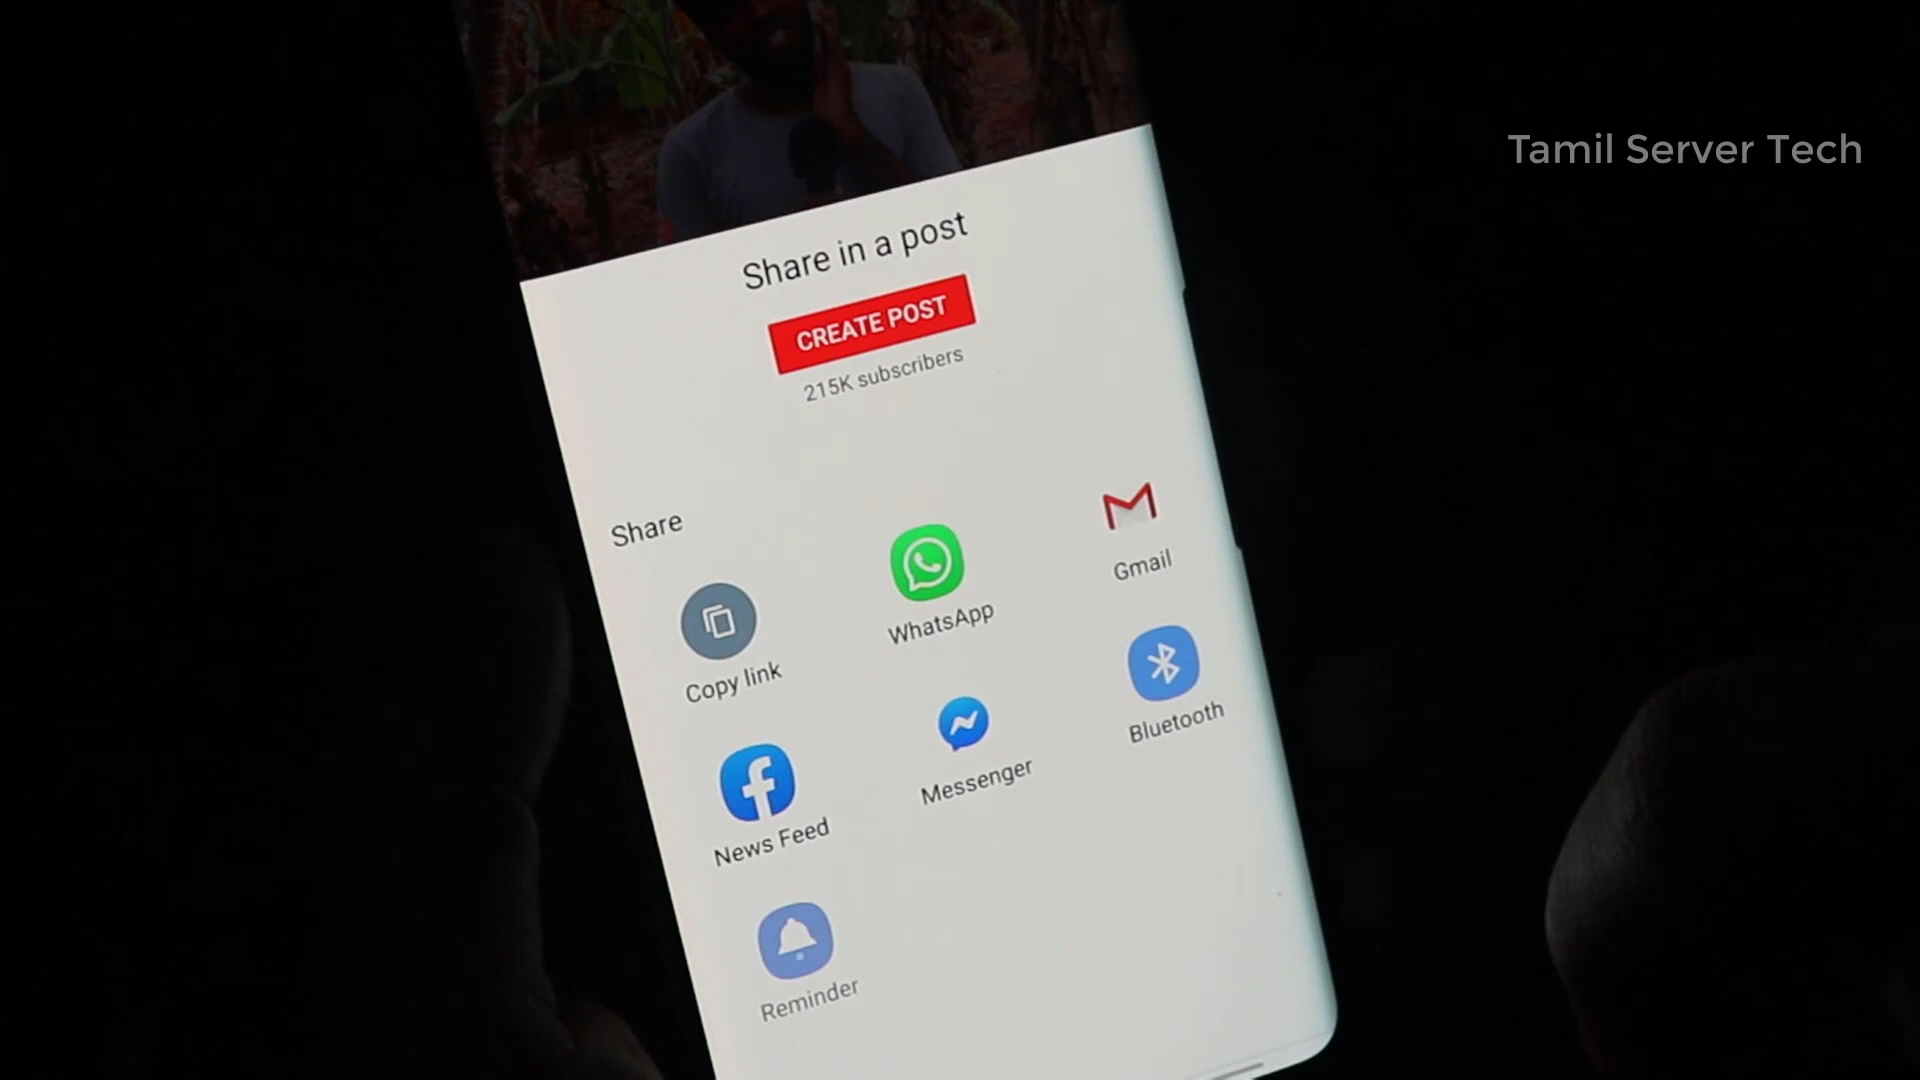 Tamil Server Tech
Share in a post
CREATE POST
215K subscribers
Share
Copy link
WhatsApp
Gmail
News Feed
Messenger
Bluetooth
Reminder